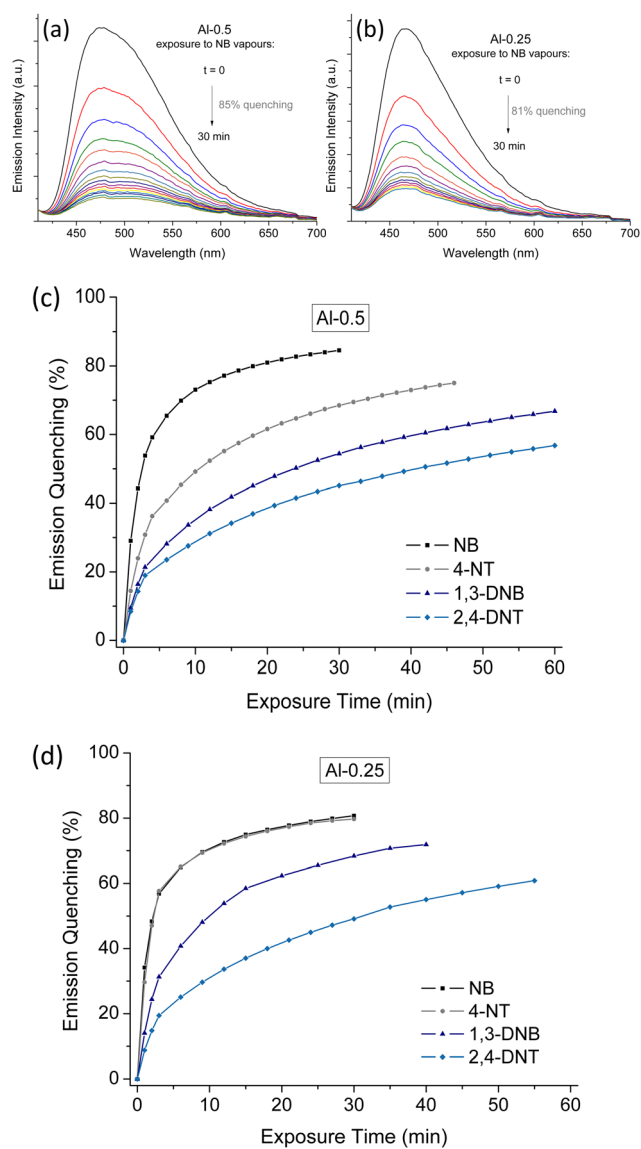 (a)
Al-0.5
exposure to NB vapours:
t = 0
85% quenching
30 min
Emission Intensity (a.u.)
450 500 550 600 650 700
Wavelength (nm)
(b)
Al-0.25
exposure to NB vapours:
t = 0
81% quenching
30 min
Emission Intensity (a.u.)
450 500 550 600 650 700
Wavelength (nm)
(c)
Al-0.5
100
80
60
40
20
0
Emission Quenching (%)
NB
4-NT
1,3-DNB
2,4-DNT
0 10 20 30 40 50 60
Exposure Time (min)
(d)
Al-0.25
100
80
60
40
20
0
Emission Quenching (%)
NB
4-NT
1,3-DNB
2,4-DNT
0 10 20 30 40 50 60
Exposure Time (min)